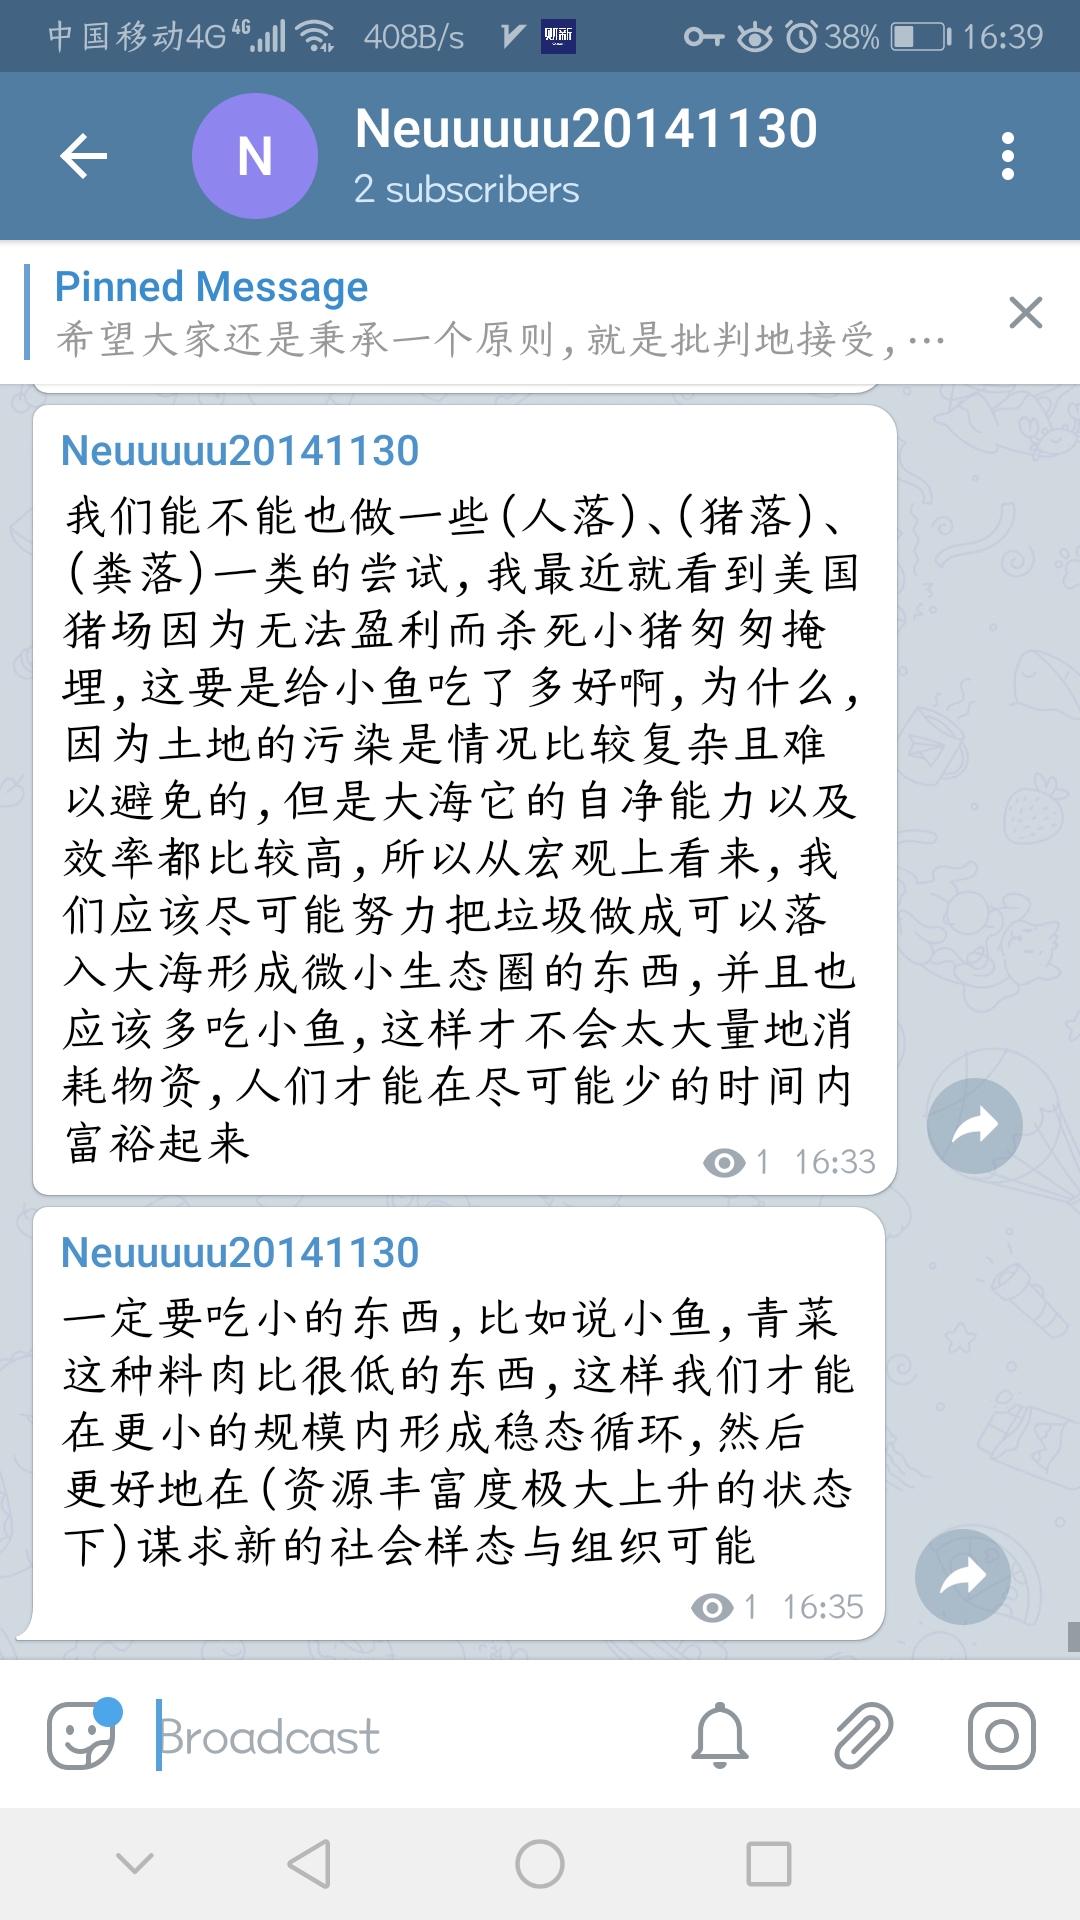 中国移动4G 4G 408B/s 财新 38% 16:39
N
Neuuuuu20141130
2 subscribers
Pinned Message
希望大家还是秉承一个原则,就是批判地接受,…
Neuuuuu20141130
我们能不能也做一些(人落)、(猪落)、
(粪落)一类的尝试,我最近就看到美国
猪场因为无法盈利而杀死小猪匆匆掩
埋,这要是给小鱼吃了多好啊,为什么,
因为土地的污染是情况比较复杂且难
以避免的,但是大海它的自净能力以及
效率都比较高,所以从宏观上看来,我
们应该尽可能努力把垃圾做成可以落
入大海形成微小生态圈的东西,并且也
应该多吃小鱼,这样才不会太大量地消
耗物资,人们才能在尽可能少的时间内
富裕起来
1 16:33
Neuuuuu20141130
一定要吃小的东西,比如说小鱼,青菜
这种料肉比很低的东西,这样我们才能
在更小的规模内形成稳态循环,然后
更好地在(资源丰富度极大上升的状态
下)谋求新的社会样态与组织可能
1 16:35
Broadcast